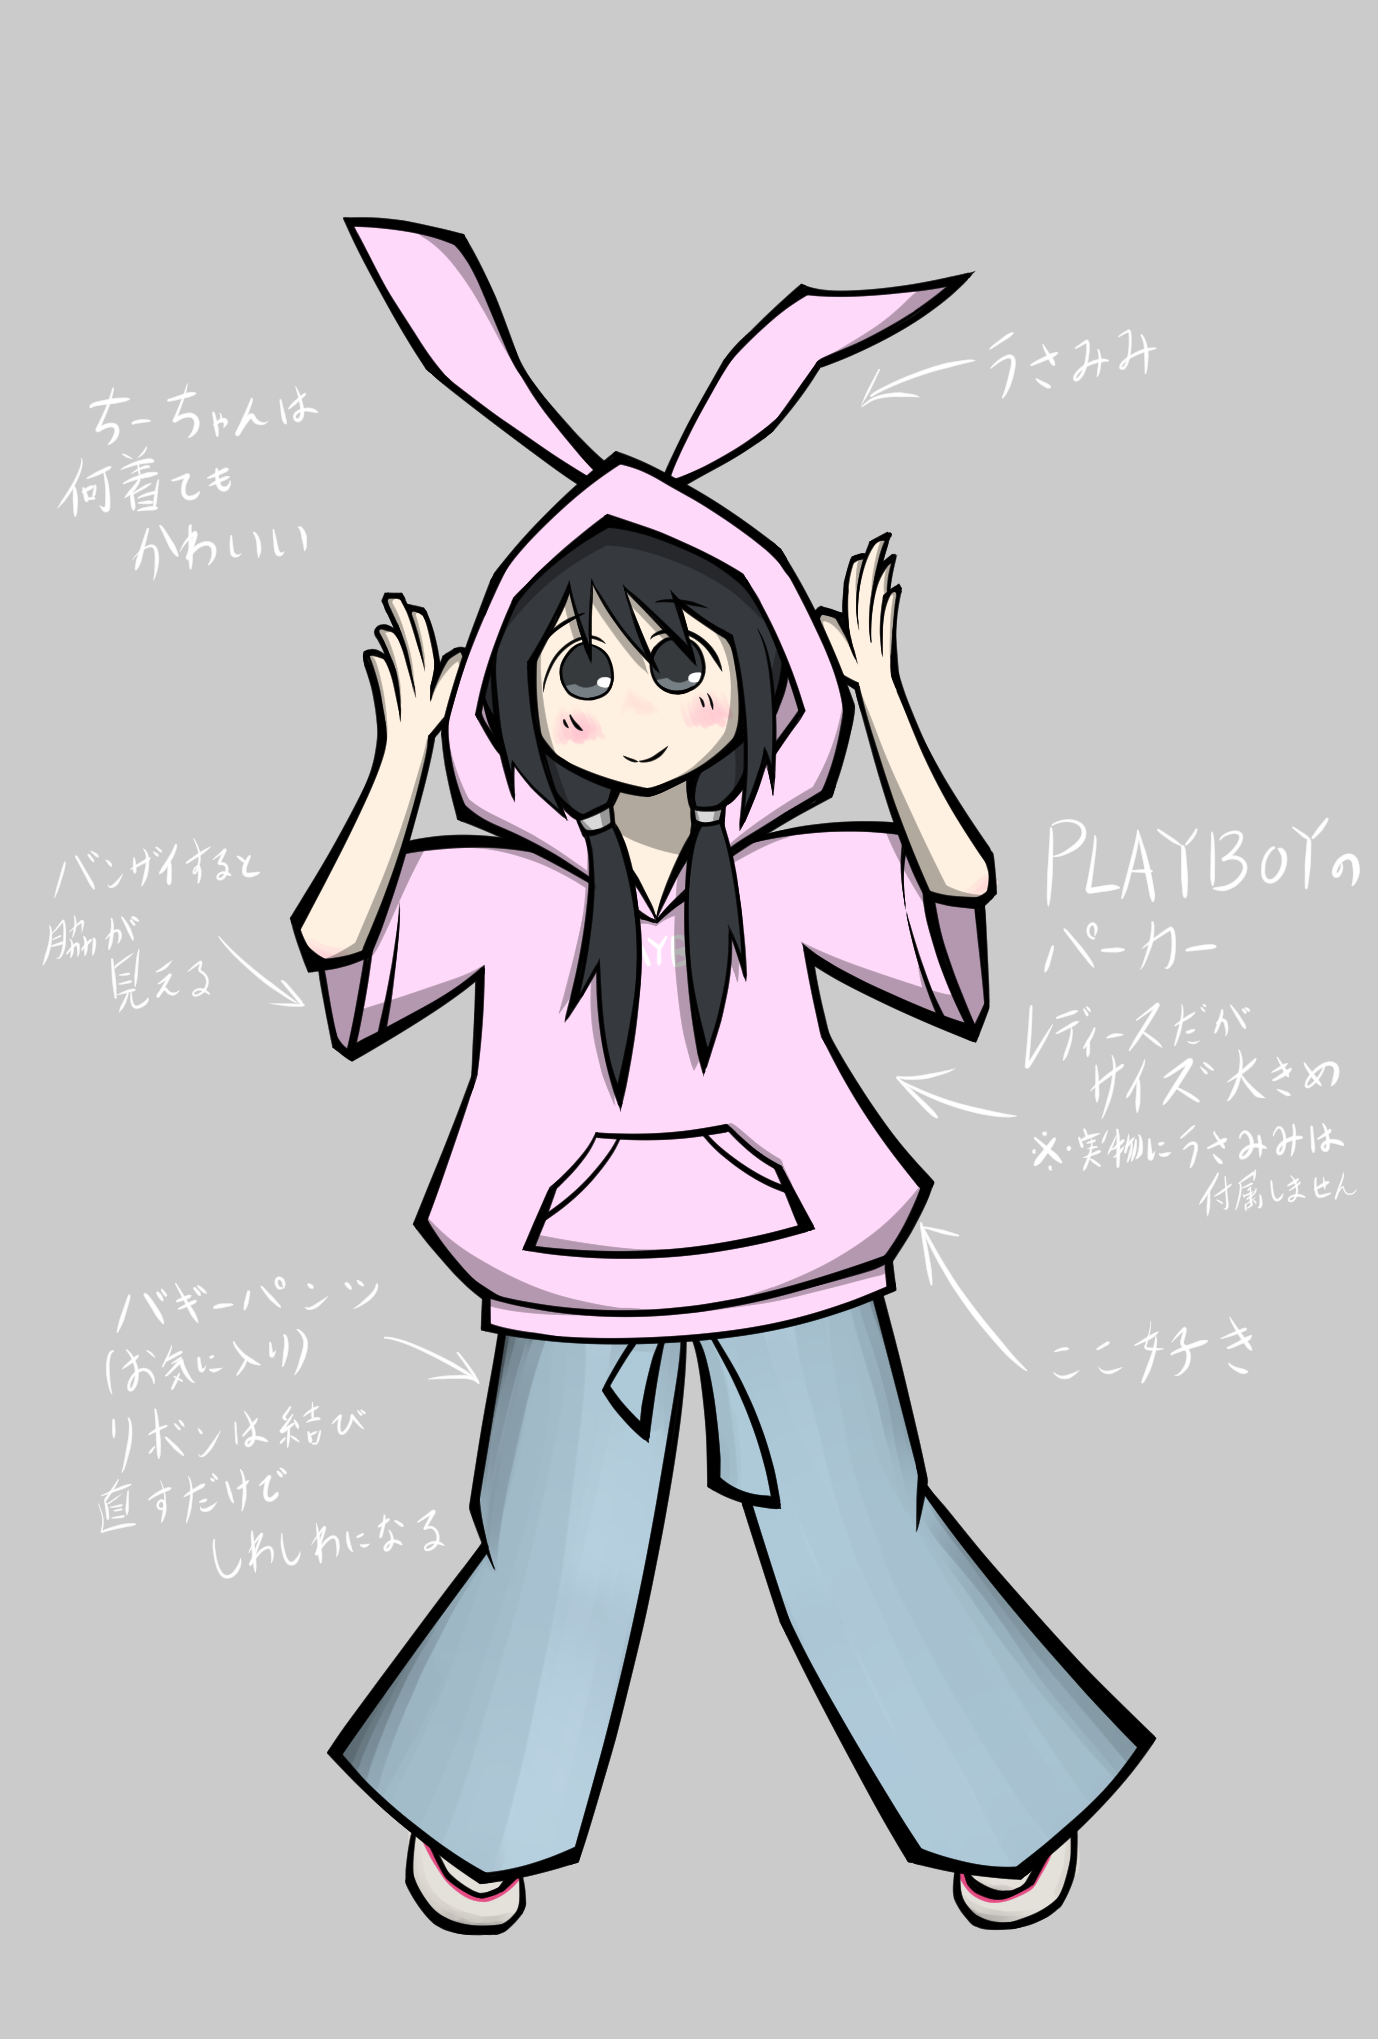 うさみみ
ちーちゃんは
何着ても
かわいい
バンザイすると
脇が
見える
PLAYBOYの
パーカー
レディースだが
サイズ大きめ
※実物にうさみみは
付属しません
ここ好き
バギーパンツ
(お気に入り)
リボンは結び
直すだけで
しわしわになる
AYB